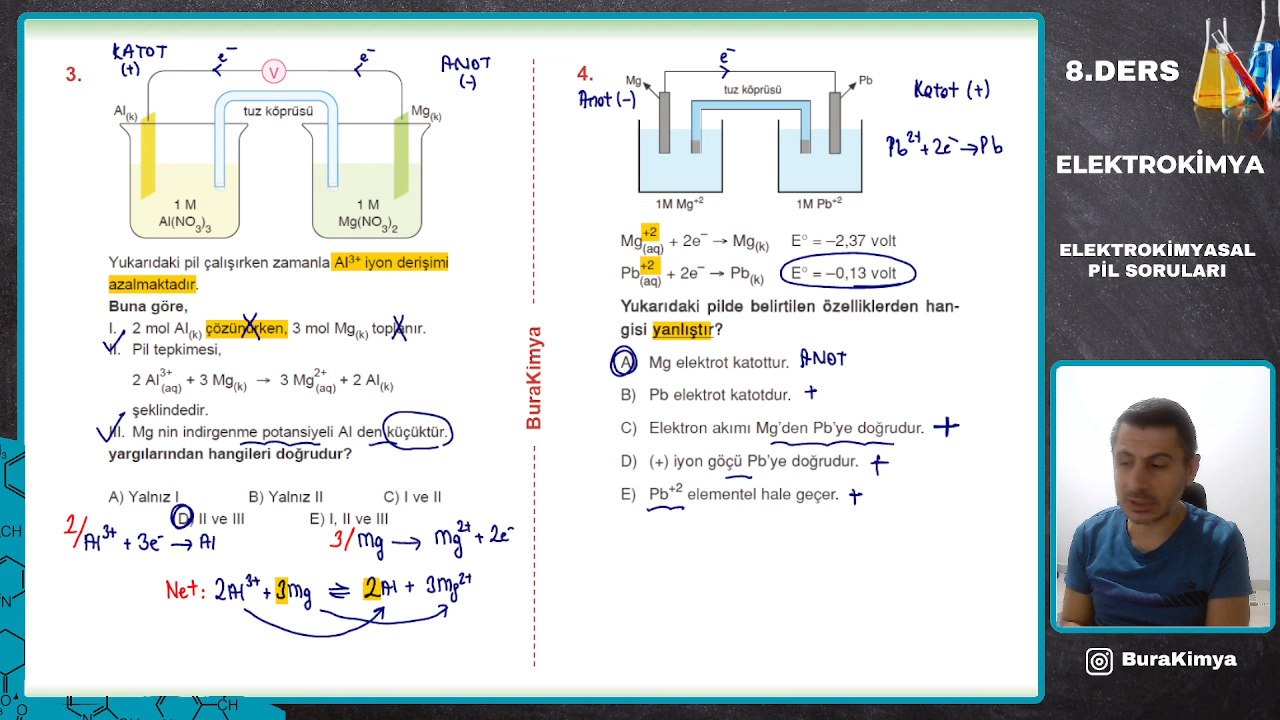 3.
KATOT
(+)
e⁻
V
e⁻
ANOT
(-)
Al(k)
tuz köprüsü
Mg(k)
1 M
Al(NO3)3
1 M
Mg(NO3)2
Yukarıdaki pil çalışırken zamanla Al³⁺ iyon derişimi
azalmaktadır.
Buna göre,
I. 2 mol Al(k) çözünürken, 3 mol Mg(k) toplanır.
II. Pil tepkimesi,
2 Al³⁺(aq) + 3 Mg(k) → 3 Mg²⁺(aq) + 2 Al(k)
şeklindedir.
III. Mg nin indirgenme potansiyeli Al den küçüktür.
yargılarından hangileri doğrudur?
A) Yalnız I B) Yalnız II C) I ve II
D) II ve III E) I, II ve III
2/ Al³⁺ + 3e⁻ → Al 3/ Mg → Mg²⁺ + 2e⁻
Net: 2Al³⁺ + 3Mg ⇌ 2Al + 3Mg²⁺
BuraKimya
4.
Mg
e⁻
Pb
Anot (-)
tuz köprüsü
Katot (+)
Pb²⁺ + 2e⁻ → Pb
1M Mg⁺²
1M Pb⁺²
Mg⁺²(aq) + 2e⁻ → Mg(k) E° = –2,37 volt
Pb⁺²(aq) + 2e⁻ → Pb(k) E° = –0,13 volt
Yukarıdaki pilde belirtilen özelliklerden han-
gisi yanlıştır?
A) Mg elektrot katottur. ANOT
B) Pb elektrot katotdur. +
C) Elektron akımı Mg'den Pb'ye doğrudur. +
D) (+) iyon göçü Pb'ye doğrudur. +
E) Pb⁺² elementel hale geçer. +
8.DERS
ELEKTROKİMYA
ELEKTROKİMYASAL
PİL SORULARI
BuraKimya
CH
N
O
CH